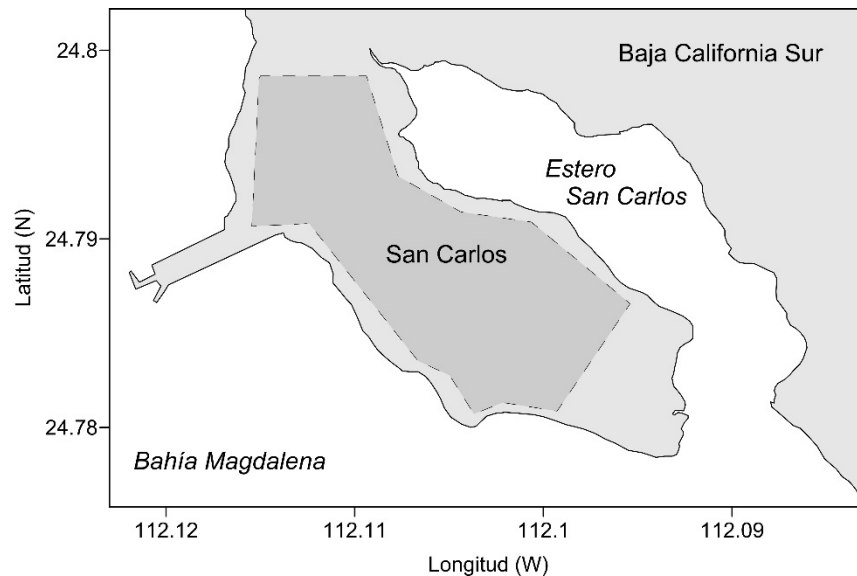 24.8
Baja California Sur
Estero
San Carlos
Latitud (N)
24.79
San Carlos
24.78
Bahía Magdalena
112.12
112.11
112.1
112.09
Longitud (W)